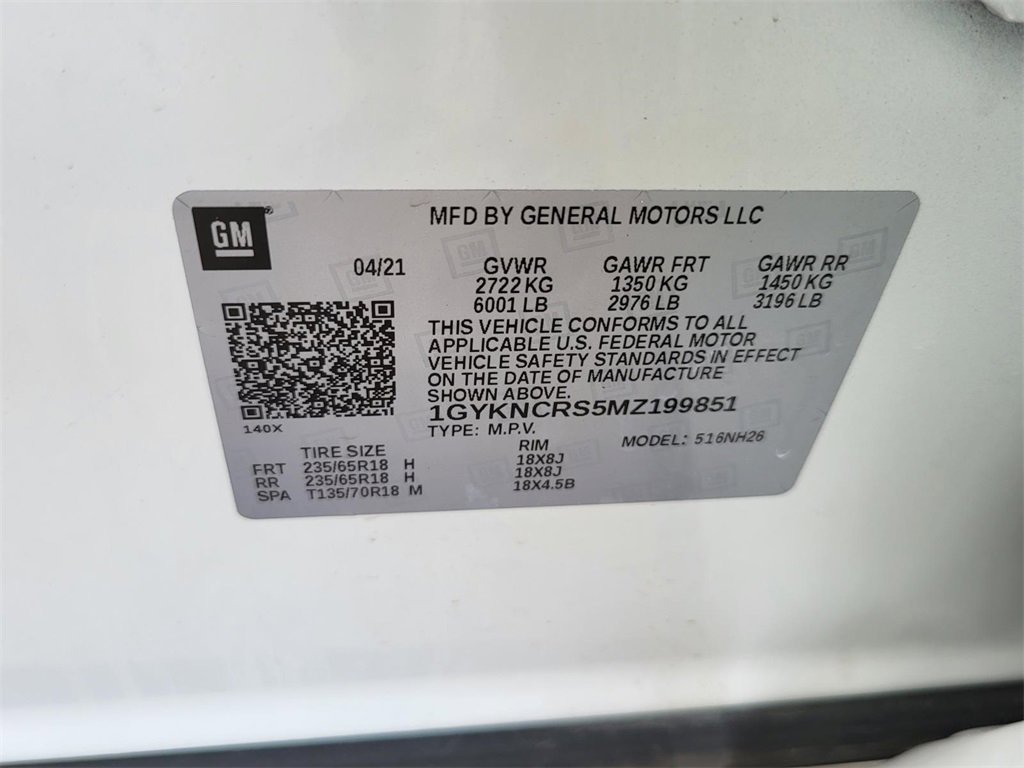 GM
MFD BY GENERAL MOTORS LLC
04/21 GVWR GAWR FRT GAWR RR
2722 KG 1350 KG 1450 KG
6001 LB 2976 LB 3196 LB
THIS VEHICLE CONFORMS TO ALL
APPLICABLE U.S. FEDERAL MOTOR
VEHICLE SAFETY STANDARDS IN EFFECT
ON THE DATE OF MANUFACTURE
SHOWN ABOVE.
1GYKNCRS5MZ199851
140X
TYPE: M.P.V. MODEL: 516NH26
TIRE SIZE RIM
FRT 235/65R18 H 18X8J
RR 235/65R18 H 18X8J
SPA T135/70R18 M 18X4.5B